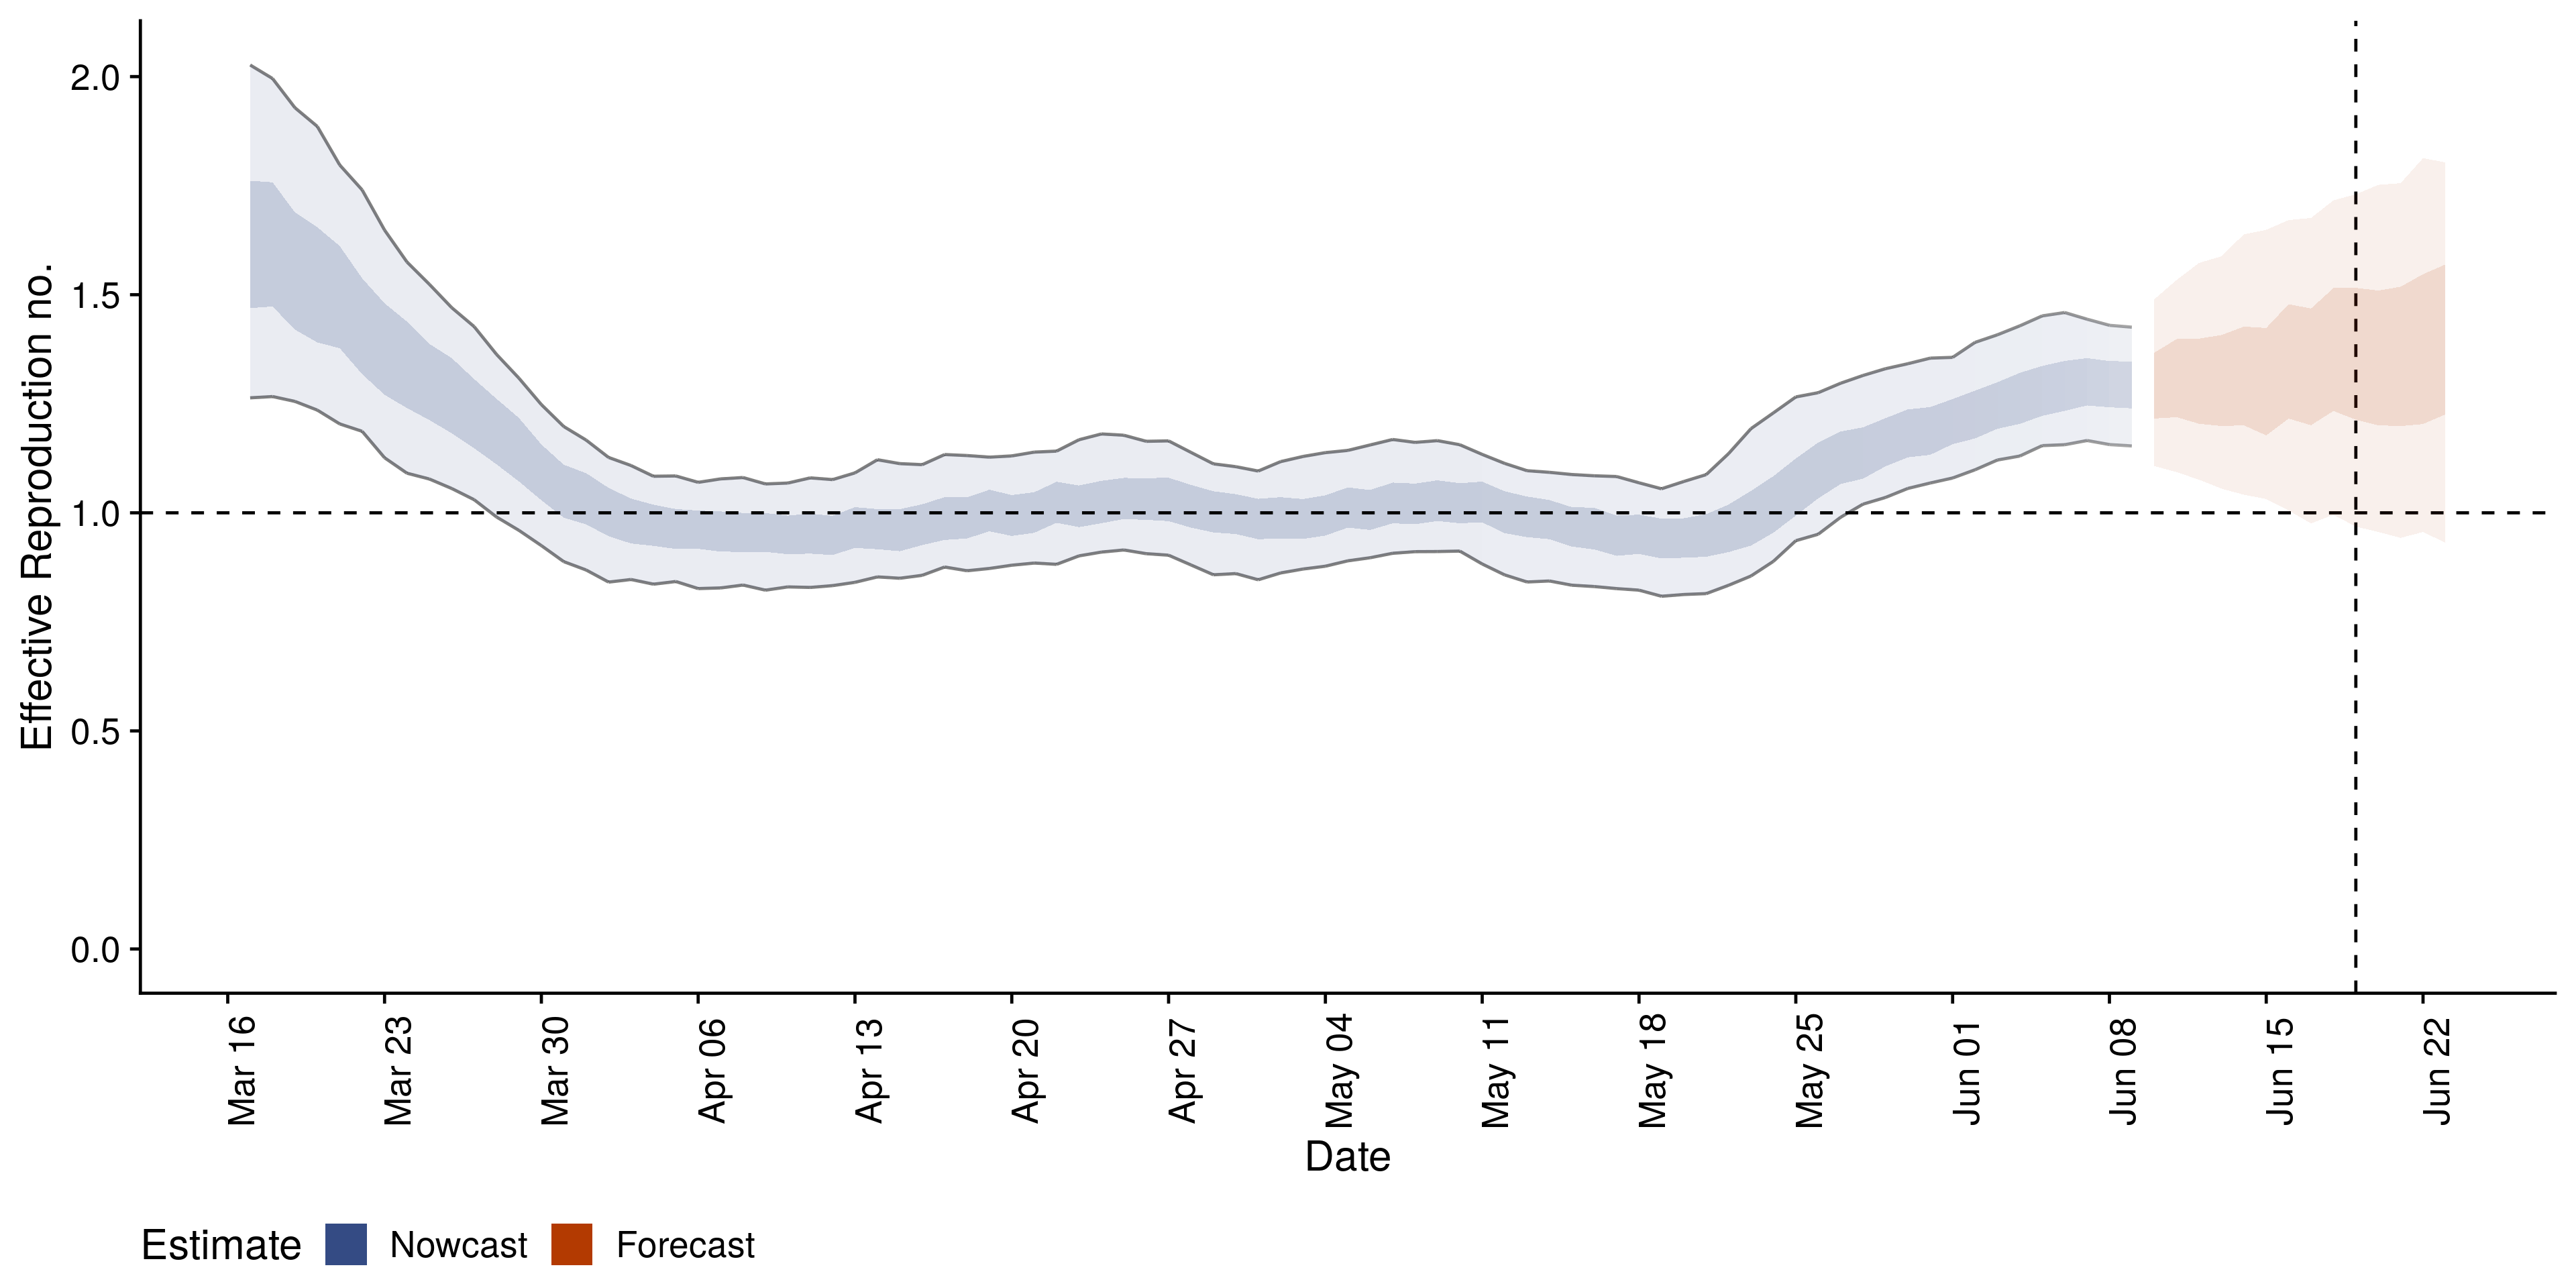 Effective Reproduction no.
2.0
1.5
1.0
0.5
0.0
Mar 16
Mar 23
Mar 30
Apr 06
Apr 13
Apr 20
Apr 27
May 04
May 11
May 18
May 25
Jun 01
Jun 08
Jun 15
Jun 22
Date
Estimate Nowcast Forecast